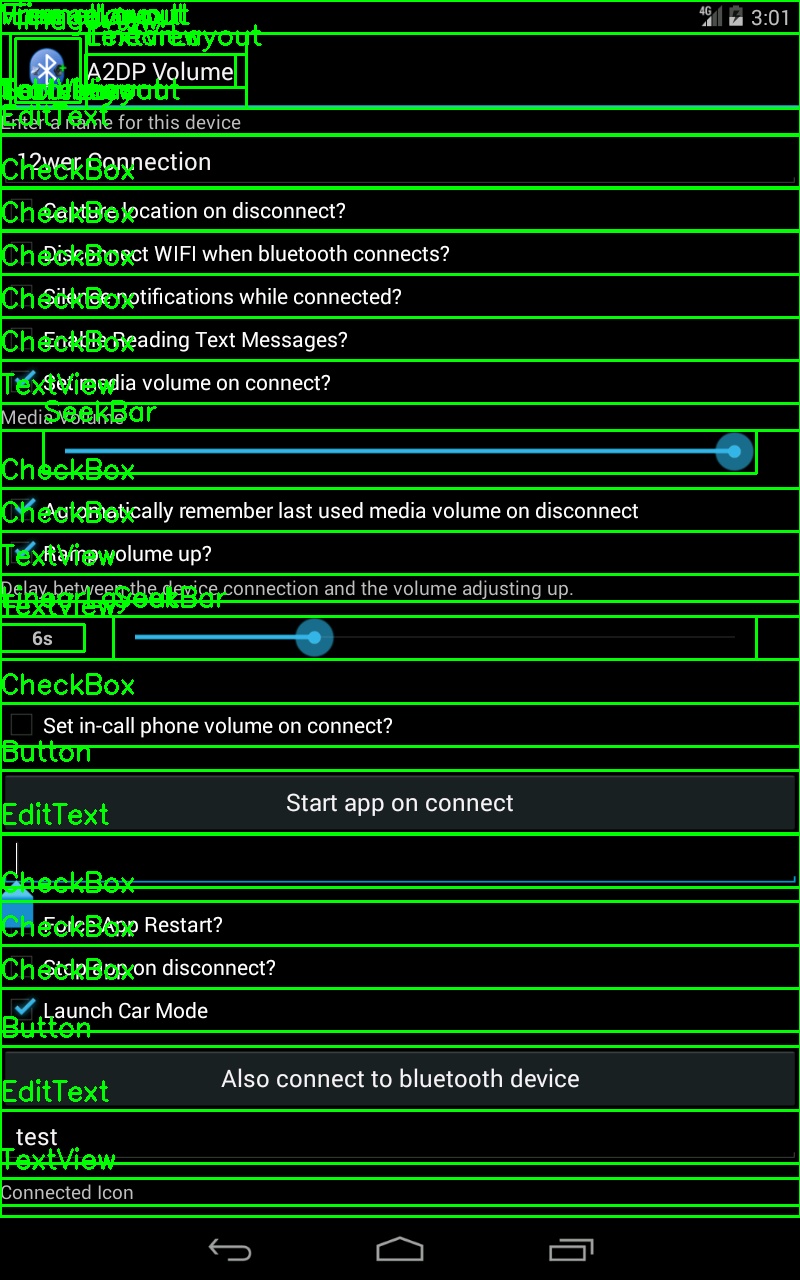 4G 3:01
A2DP Volume
EditText
Enter a name for this device
12wer Connection
CheckBox
Capture location on disconnect?
CheckBox
Disconnect WIFI when bluetooth connects?
CheckBox
Silence notifications while connected?
CheckBox
Enable Reading Text Messages?
CheckBox
Set media volume on connect?
TextView
SeekBar
Media Volume
CheckBox
Automatically remember last used media volume on disconnect
CheckBox
Ramp volume up?
TextView
Delay between the device connection and the volume adjusting up.
SeekBar
TextView
6s
CheckBox
Set in-call phone volume on connect?
Button
Start app on connect
EditText
CheckBox
Force App Restart?
CheckBox
Stop app on disconnect?
CheckBox
Launch Car Mode
Button
Also connect to bluetooth device
EditText
test
TextView
Connected Icon